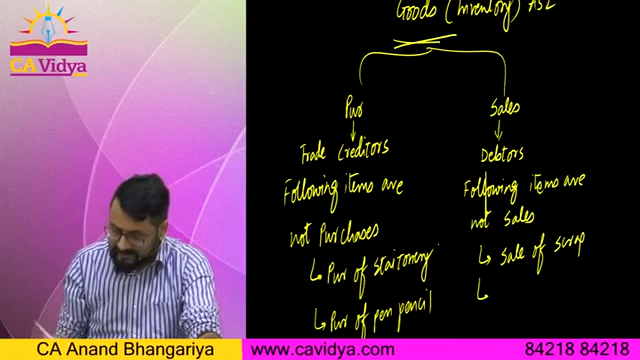 Goods (Inventory) AS2
CA Vidya
Pur
Sales
Trade Creditors
Debtors
Following items are
not Purchases
Following items are
not Sales
↳ Pur of Stationery
↳ Sale of scrap
↳ Pur of pen pencil
↳
CA Anand Bhangariya
www.cavidya.com
84218 84218